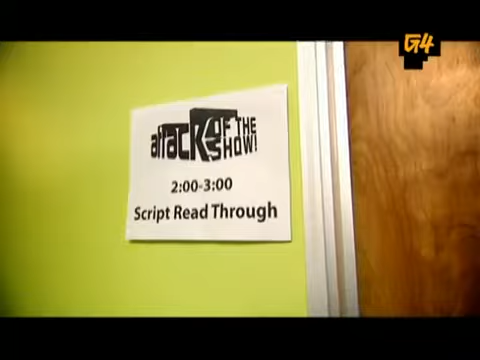 G4
attack OF THE
SHOW!
2:00-3:00
Script Read Through